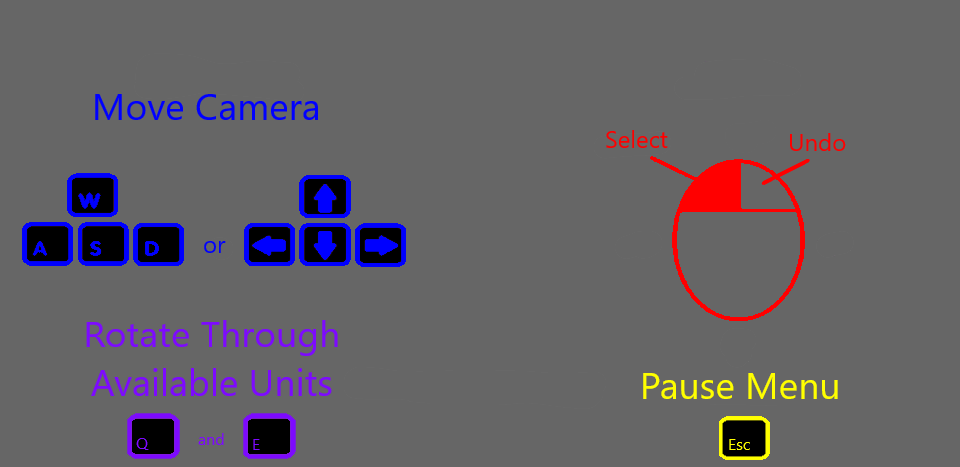 Move Camera
W
A S D or
Rotate Through
Available Units
Q and E
Select Undo
Pause Menu
Esc